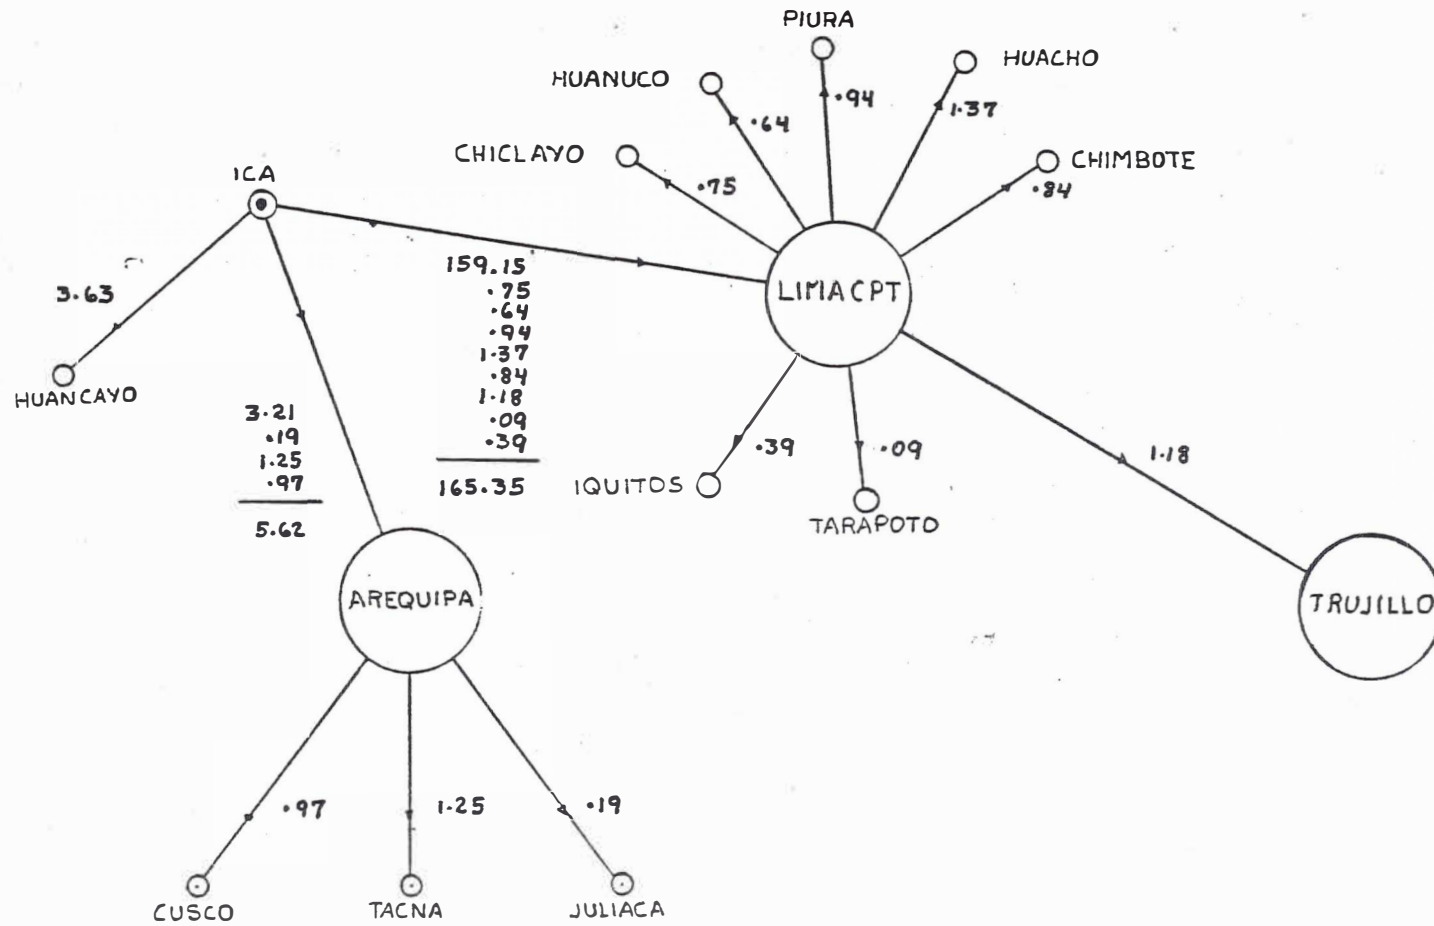 PIURA
HUACHO
HUANUCO
.94
1.37
.64
CHICLAYO
CHIMBOTE
.75
.84
ICA
159.15
.75
.64
.94
1.37
.84
1.18
.09
.39
165.35
LIMA CPT
3.63
HUANCAYO
3.21
.19
1.25
.97
5.62
.39
.09
1.18
IQUITOS
TARAPOTO
AREQUIPA
TRUJILLO
.97
1.25
.19
CUSCO
TACNA
JULIACA